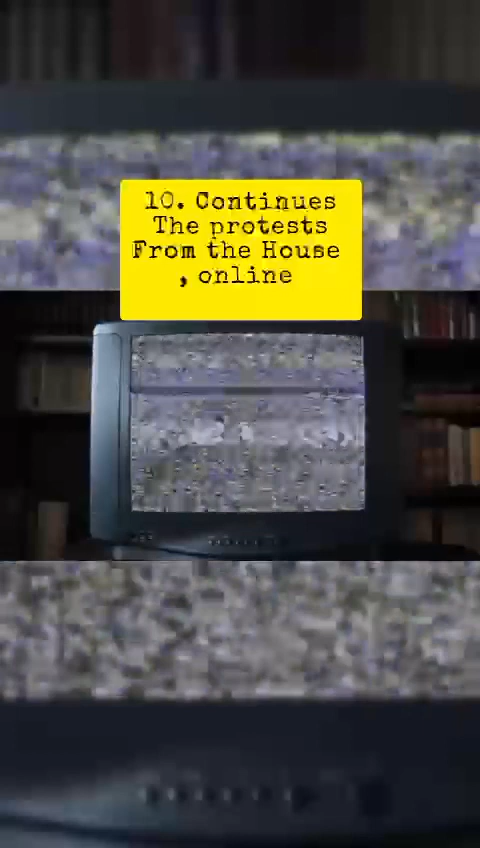 10. Continues
The protests
From the House
, online